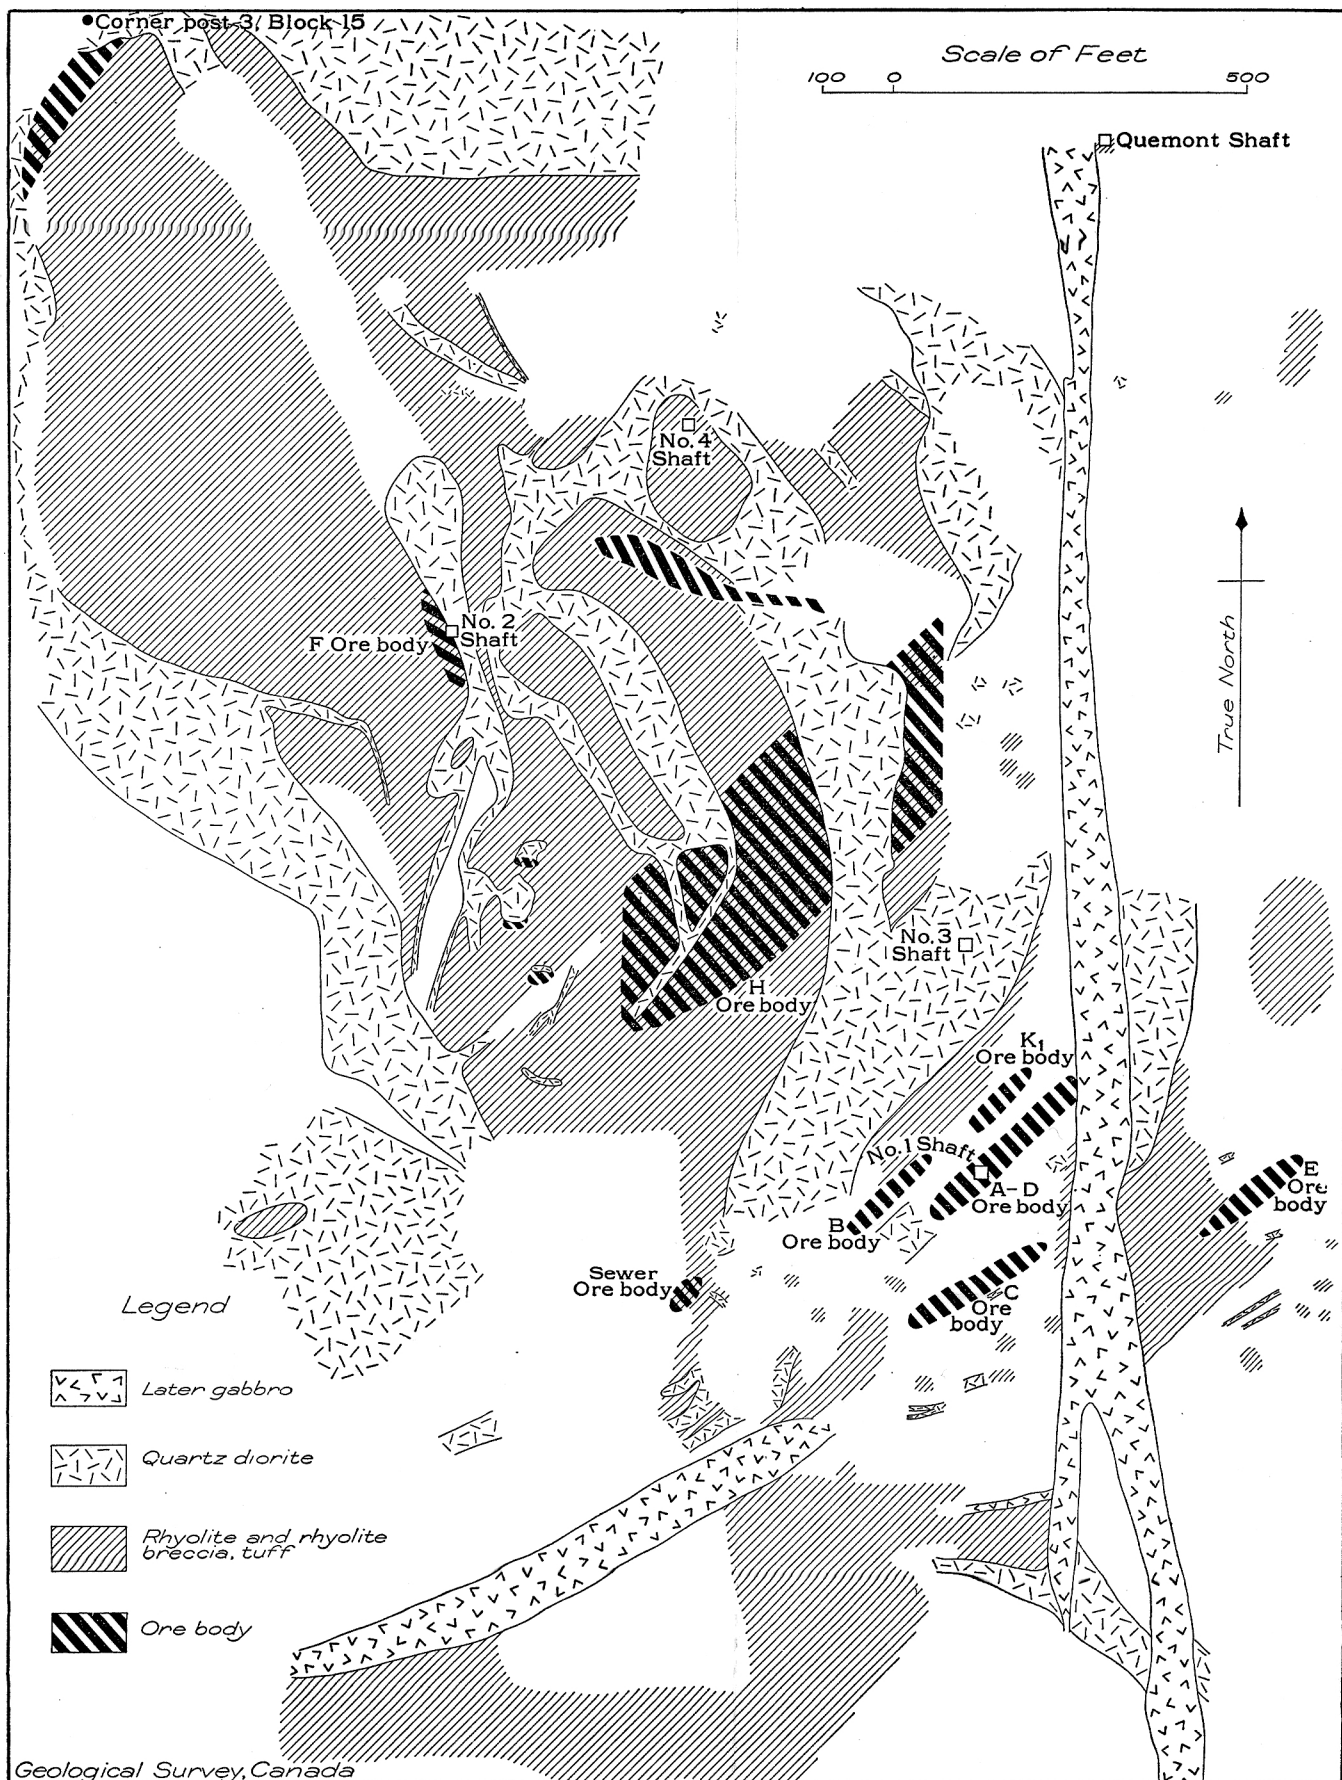 Corner post 3, Block 15
Scale of Feet
100 0 500
Quemont Shaft
No. 4
Shaft
No. 2
Shaft
F Ore body
True North
No. 3
Shaft
H
Ore body
K1
Ore body
No. 1 Shaft
A-D
Ore body
B
Ore body
E
Ore
body
Sewer
Ore body
C
Ore
body
Legend
Later gabbro
Quartz diorite
Rhyolite and rhyolite
breccia, tuff
Ore body
Geological Survey, Canada